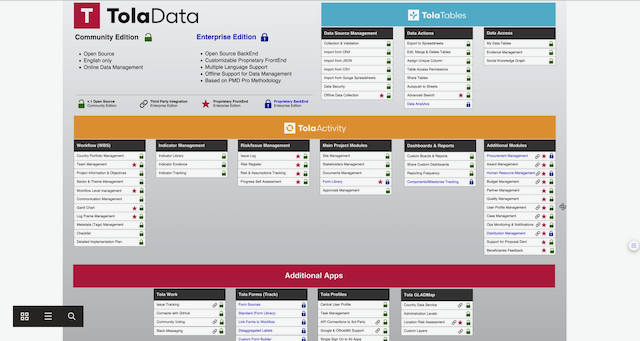 T TolaData
Community Edition
Enterprise Edition
• Open Source
• English only
• Online Data Management
• Open Source BackEnd
• Customizable Proprietary FrontEnd
• Multiple Language Support
• Offline Support for Data Management
• Based on PMD Pro Methodology
v.1 Open Source
Community Edition
Third Party Integration
Enterprise Edition
Proprietary FrontEnd
Enterprise Edition
Proprietary BackEnd
Enterprise Edition
TolaTables
Data Source Management
Collection & Validation
Import from ONA
Import from JSON
Import from CSV
Import from Google Spreadsheets
Data Security
Offline Data Collection
Data Actions
Export to Spreadsheets
Edit, Merge & Delete Tables
Assign Unique Column
Table Access Permissions
Share Tables
Autopush to Sheets
Advanced Search
Data Analytics
Data Access
My Data Tables
Evidence Management
Social Knowledge Graph
TolaActivity
Workflow (WBS)
Country Portfolio Management
Team Management
Project Information & Objectives
Sector & Theme Management
Workflow Level management
Communication Management
Gantt Chart
Log Frame Management
Metadata (Tags) Management
Checklist
Detailed Implementation Plan
Indicator Management
Indicator Library
Indicator Evidence
Indicator Tracking
Risk/Issue Management
Issue Log
Risk Register
Risk & Assumptions Tracking
Progress Self Assessment
Main Project Modules
Site Management
Stakeholders Management
Documents Management
Form Library
Approvals Management
Dashboards & Reports
Custom Boards & Reports
Share Custom Dashboards
Reporting Frequency
Components/Milestones Tracking
Additional Modules
Procurement Management
Award Management
Human Resource Management
Budget Management
Partner Management
Quality Management
User Profile Management
Case Management
Ops Monitoring & Notifications
Distribution Management
Support for Proposal Dev
Beneficiaries Feedback
Additional Apps
Tola Work
Issue Tracking
Connects with GitHub
Community Voting
Slack Messaging
Tola Forms (Track)
Form Sources
Standard (Form Library)
Link Forms to Workflow
Disaggregated Labels
Custom Form Builder
Tola Profiles
Central User Profile
Task Management
API Connections to 3rd Party
Google & Office365 Support
Single Sign On to All Apps
Tola GLADMap
Country Data Service
Administration Levels
Location Risk Assessment
Custom Layers